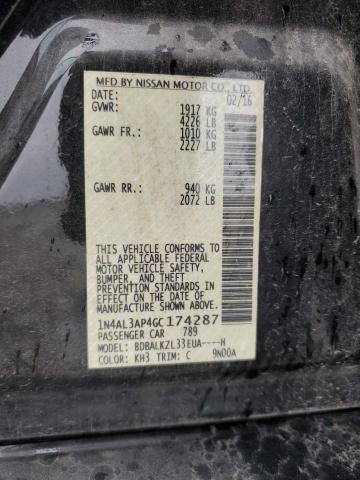 MFD BY NISSAN MOTOR CO., LTD.
DATE: 02/16
GVWR: 1917 KG
4226 LB
GAWR FR: 1010 KG
2227 LB
GAWR RR: 940 KG
2072 LB
THIS VEHICLE CONFORMS TO
ALL APPLICABLE FEDERAL
MOTOR VEHICLE SAFETY,
BUMPER, AND THEFT
PREVENTION STANDARDS IN
EFFECT ON THE DATE OF
MANUFACTURE SHOWN ABOVE.
1N4AL3AP4GC174287
PASSENGER CAR 789
MODEL: BDBALKZL33EUA----H
COLOR: KH3 TRIM: C 9N00A